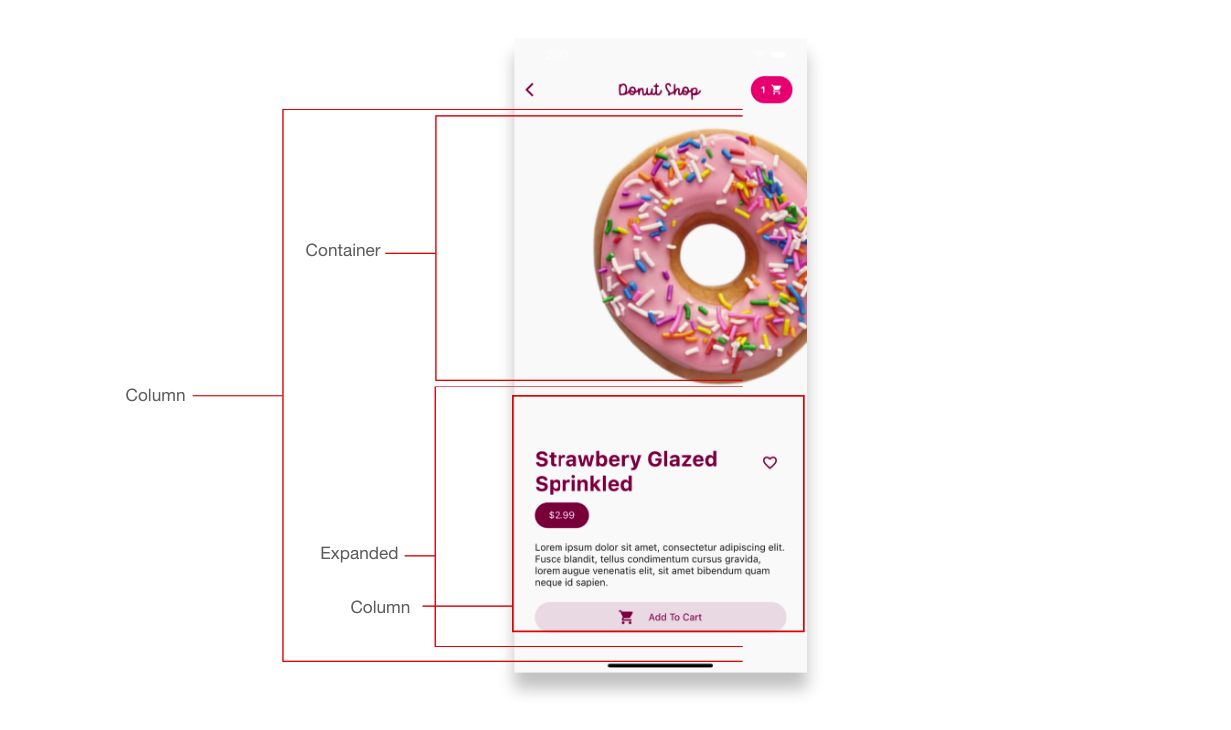 Donut Shop
1
Container
Column
Strawbery Glazed
Sprinkled
$2.99
Lorem ipsum dolor sit amet, consectetur adipiscing elit.
Fusce blandit, tellus condimentum cursus gravida,
lorem augue venenatis elit, sit amet bibendum quam
neque id sapien.
Expanded
Column
Add To Cart